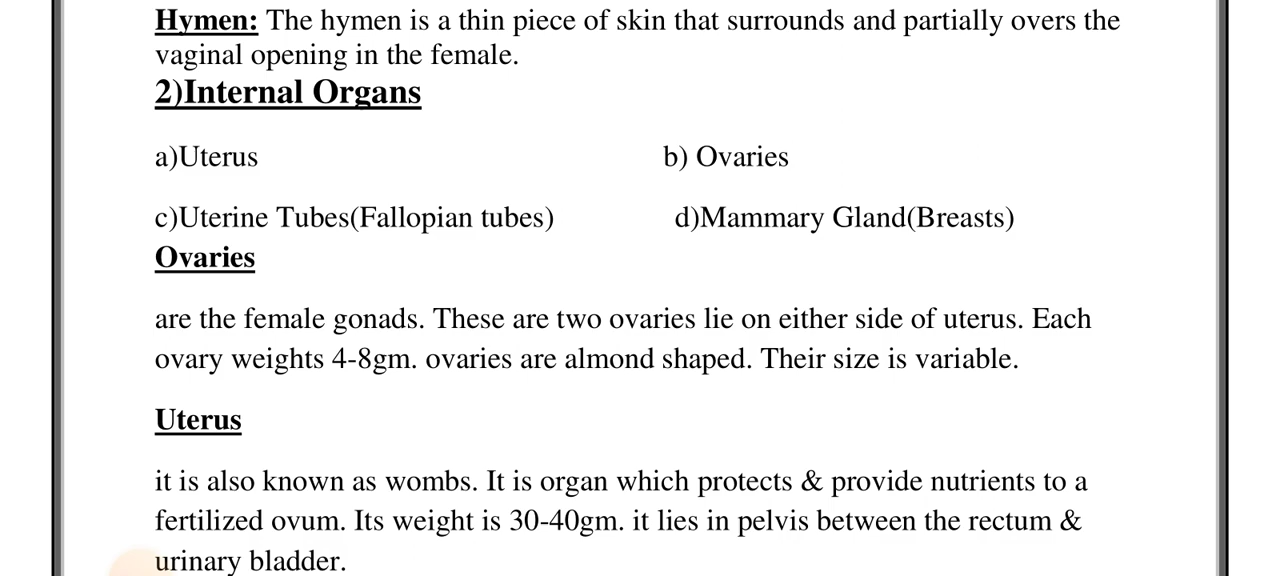 Hymen: The hymen is a thin piece of skin that surrounds and partially overs the
vaginal opening in the female.
2)Internal Organs
a)Uterus b) Ovaries
c)Uterine Tubes(Fallopian tubes) d)Mammary Gland(Breasts)
Ovaries
are the female gonads. These are two ovaries lie on either side of uterus. Each
ovary weights 4-8gm. ovaries are almond shaped. Their size is variable.
Uterus
it is also known as wombs. It is organ which protects & provide nutrients to a
fertilized ovum. Its weight is 30-40gm. it lies in pelvis between the rectum &
urinary bladder.